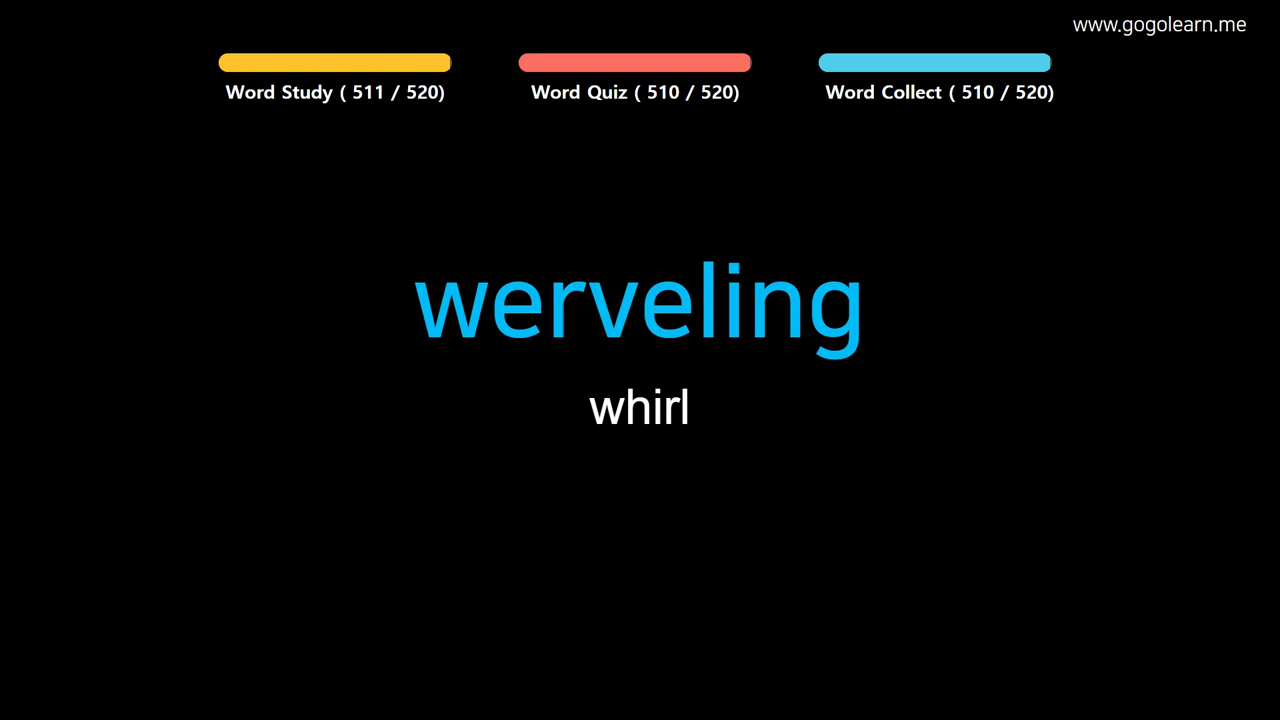 www.gogolearn.me
Word Study ( 511 / 520)
Word Quiz ( 510 / 520)
Word Collect ( 510 / 520)
werveling
whirl